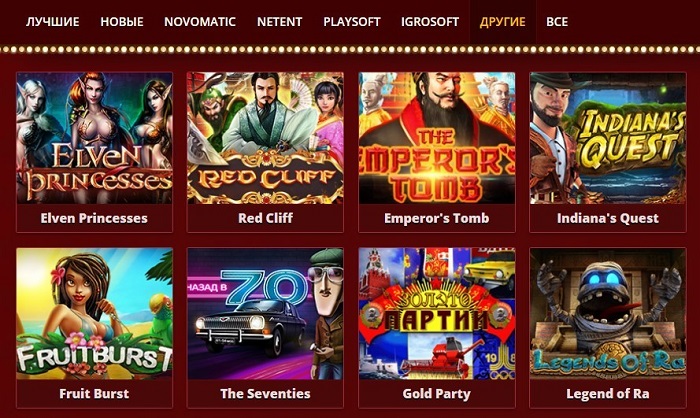 ЛУЧШИЕ НОВЫЕ NOVOMATIC NETENT PLAYSOFT IGROSOFT ДРУГИЕ ВСЕ
ELVEN PRINCESSES
Elven Princesses
RED CLIFF
Red Cliff
THE EMPEROR'S TOMB
Emperor's Tomb
INDIANA'S QUEST
Indiana's Quest
FRUITBURST
Fruit Burst
НАЗАД В 70
The Seventies
ЗОЛОТО ПАРТИИ
Gold Party
Legends Of Ra
Legend of Ra